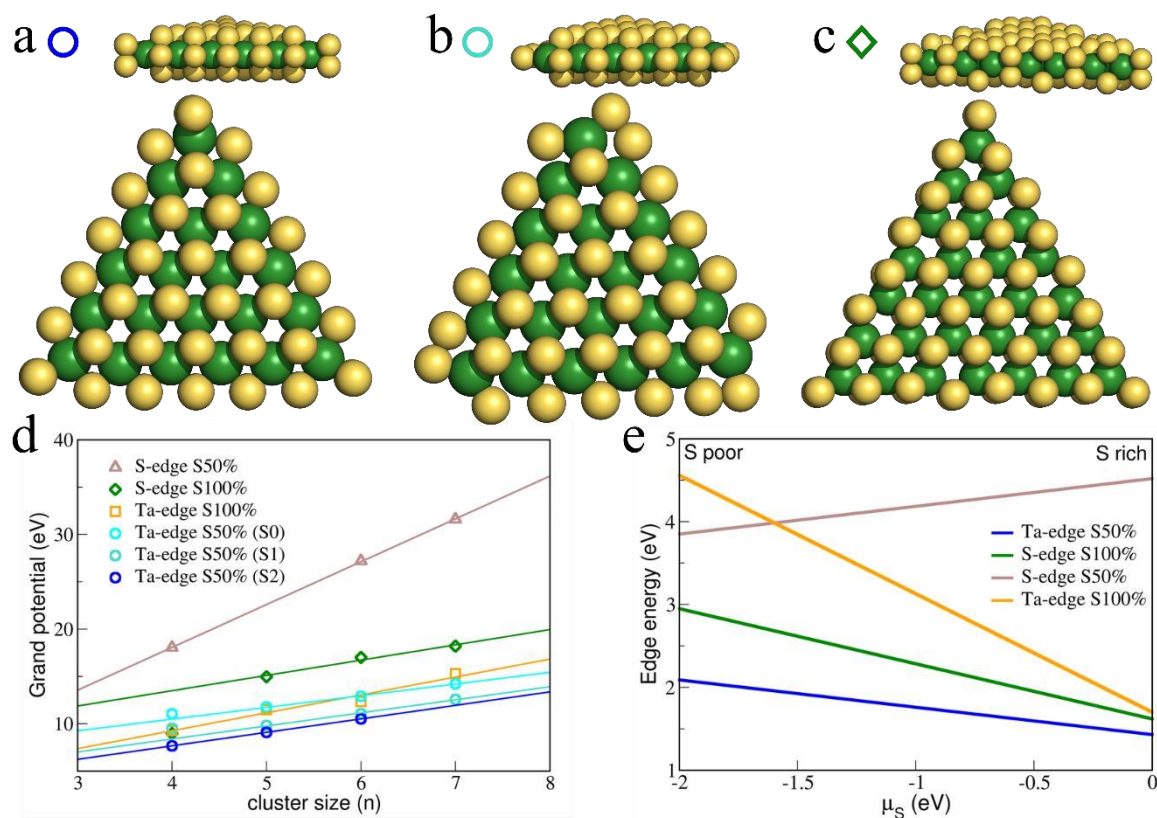 a
b
c
d
40
30
20
10
3
4
5
6
7
8
Grand potential (eV)
cluster size (n)
S-edge S50%
S-edge S100%
Ta-edge S100%
Ta-edge S50% (S0)
Ta-edge S50% (S1)
Ta-edge S50% (S2)
e
5
4
3
2
1
-2
-1.5
-1
-0.5
0
Edge energy (eV)
μS (eV)
S poor
S rich
Ta-edge S50%
S-edge S100%
S-edge S50%
Ta-edge S100%